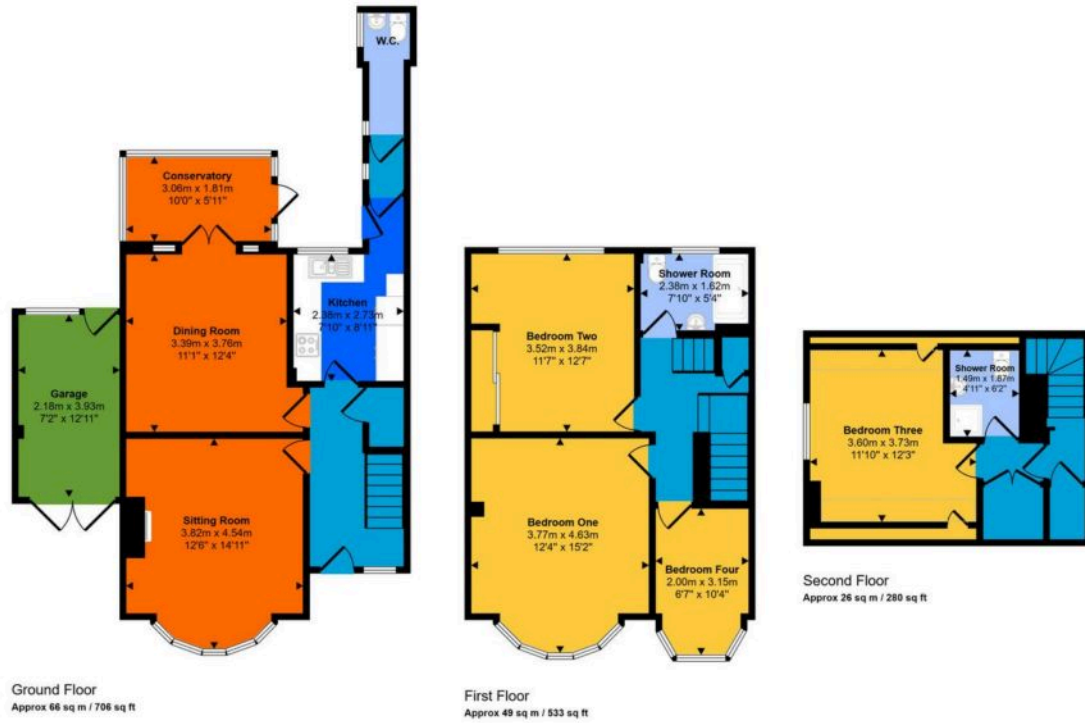 W.C.
Conservatory
3.06m x 1.81m
10'0" x 5'11"
Kitchen
2.38m x 2.73m
7'10" x 8'11"
Dining Room
3.39m x 3.76m
11'1" x 12'4"
Garage
2.18m x 3.93m
7'2" x 12'11"
Sitting Room
3.82m x 4.54m
12'6" x 14'11"
Ground Floor
Approx 66 sq m / 706 sq ft
Shower Room
2.38m x 1.62m
7'10" x 5'4"
Bedroom Two
3.52m x 3.84m
11'7" x 12'7"
Bedroom One
3.77m x 4.63m
12'4" x 15'2"
Bedroom Four
2.00m x 3.15m
6'7" x 10'4"
First Floor
Approx 49 sq m / 533 sq ft
Shower Room
1.49m x 1.87m
4'11" x 6'2"
Bedroom Three
3.60m x 3.73m
11'10" x 12'3"
Second Floor
Approx 26 sq m / 280 sq ft